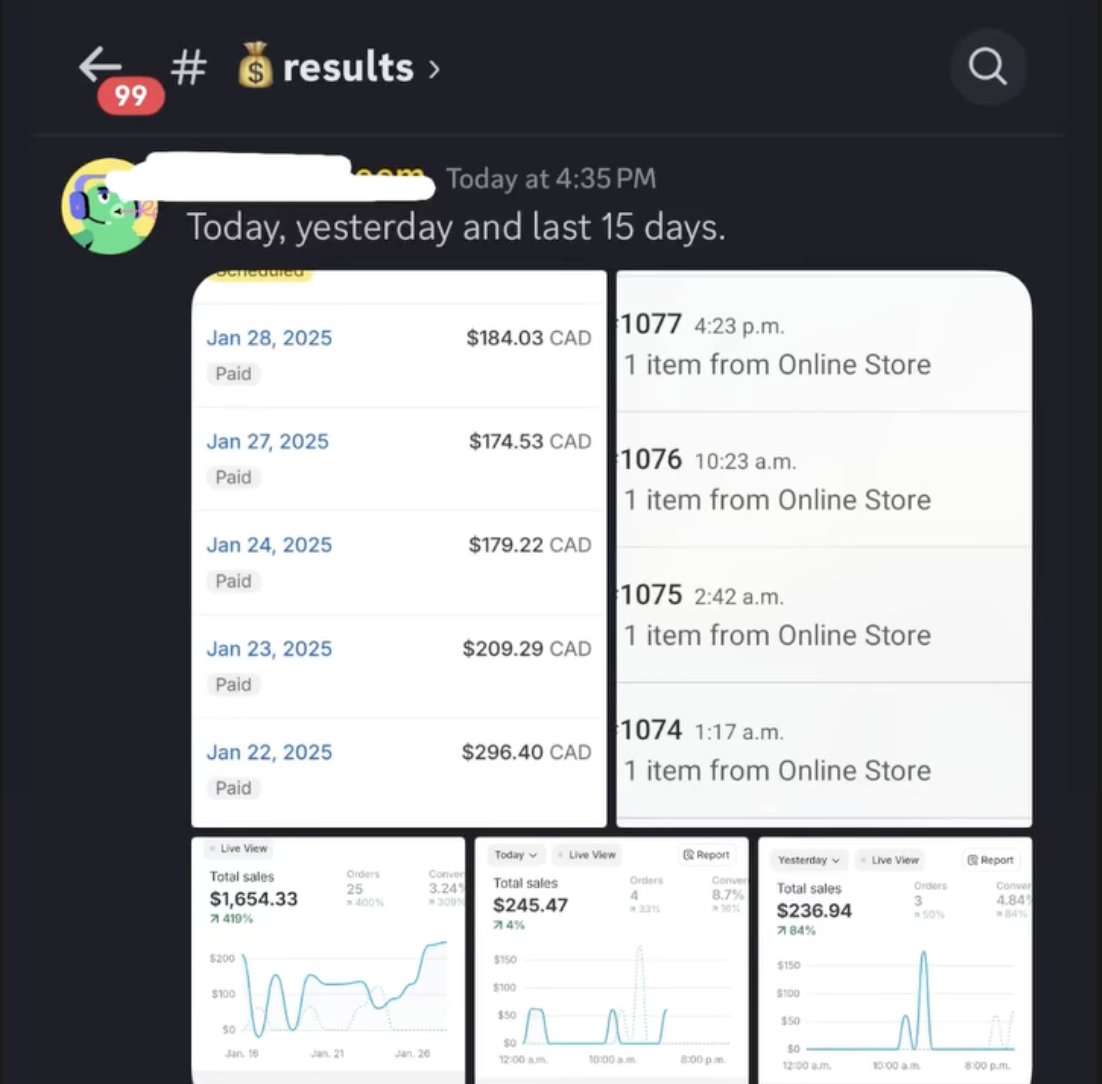 99
# 💰 results ›
Today at 4:35 PM
Today, yesterday and last 15 days.
Scheduled
Jan 28, 2025 $184.03 CAD
Paid
Jan 27, 2025 $174.53 CAD
Paid
Jan 24, 2025 $179.22 CAD
Paid
Jan 23, 2025 $209.29 CAD
Paid
Jan 22, 2025 $296.40 CAD
Paid
#1077 4:23 p.m.
1 item from Online Store
#1076 10:23 a.m.
1 item from Online Store
#1075 2:42 a.m.
1 item from Online Store
#1074 1:17 a.m.
1 item from Online Store
Live View
Total sales Orders Conver
$1,654.33 25 3.24%
↗ 419% ↗ 400% ↗ 309%
$200
$100
$0
Jan. 16 Jan. 21 Jan. 26
Today Live View Report
Total sales Orders Conver
$245.47 4 8.7%
↗ 4% ↗ 33% ↗ 16%
$150
$100
$50
$0
12:00 a.m. 10:00 a.m. 8:00 p.m.
Yesterday Live View Report
Total sales Orders Conver
$236.94 3 4.84%
↗ 84% ↗ 50% ↗ 84%
$150
$100
$50
$0
12:00 a.m. 10:00 a.m. 8:00 p.m.